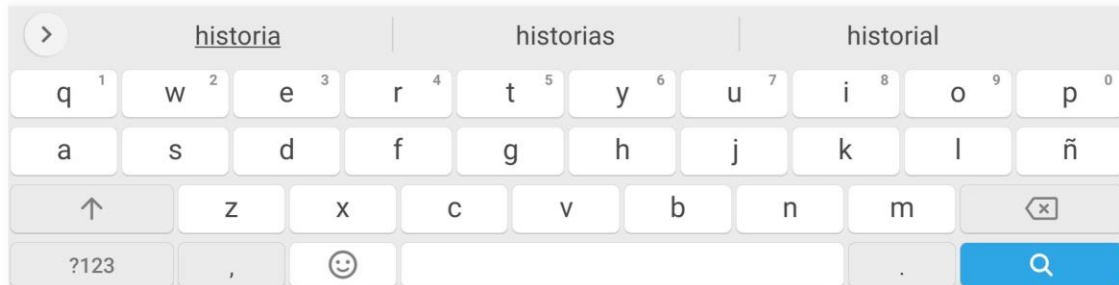 historia historias historial
q 1 w 2 e 3 r 4 t 5 y 6 u 7 i 8 o 9 p 0
a s d f g h j k l ñ
z x c v b n m
?123 , .